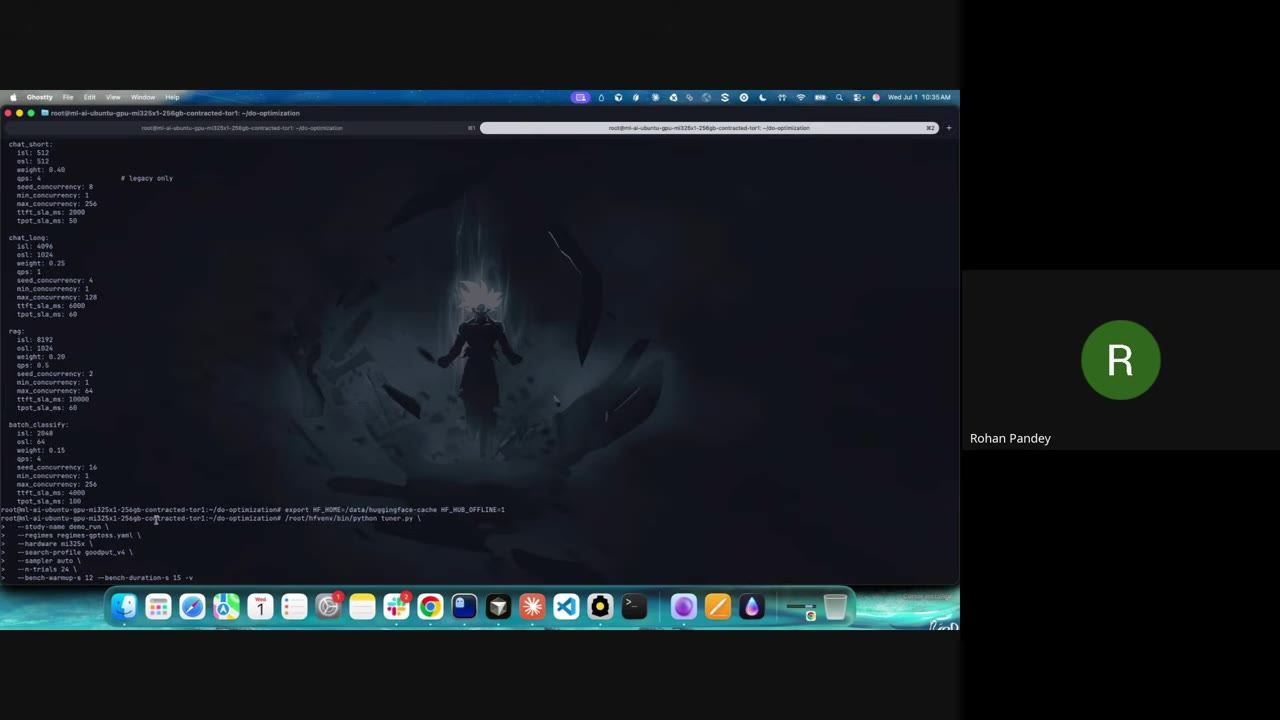 Ghostty File Edit View Window Help
Wed Jul 1 10:35AM
root@ml-ai-ubuntu-gpu-mi325x1-256gb-contracted-tor1: ~/do-optimization
root@ml-ai-ubuntu-gpu-mi325x1-256gb-contracted-tor1: ~/do-optimization ⌘1
root@ml-ai-ubuntu-gpu-mi325x1-256gb-contracted-tor1: ~/do-optimization ⌘2 +
chat_short:
isl: 512
osl: 512
weight: 0.40
qps: 4 # legacy only
seed_concurrency: 8
min_concurrency: 1
max_concurrency: 256
ttft_sla_ms: 2000
tpot_sla_ms: 50
chat_long:
isl: 4096
osl: 1024
weight: 0.25
qps: 1
seed_concurrency: 4
min_concurrency: 1
max_concurrency: 128
ttft_sla_ms: 6000
tpot_sla_ms: 60
rag:
isl: 8192
osl: 1024
weight: 0.20
qps: 0.5
seed_concurrency: 2
min_concurrency: 1
max_concurrency: 64
ttft_sla_ms: 10000
tpot_sla_ms: 60
batch_classify:
isl: 2048
osl: 64
weight: 0.15
qps: 4
seed_concurrency: 16
min_concurrency: 1
max_concurrency: 256
ttft_sla_ms: 4000
tpot_sla_ms: 100
root@ml-ai-ubuntu-gpu-mi325x1-256gb-contracted-tor1:~/do-optimization# export HF_HOME=/data/huggingface-cache HF_HUB_OFFLINE=1
root@ml-ai-ubuntu-gpu-mi325x1-256gb-contracted-tor1:~/do-optimization# /root/hfvenv/bin/python tuner.py \
> --study-name demo_run \
> --regimes regimes-gptoss.yaml \
> --hardware mi325x \
> --search-profile goodput_v4 \
> --sampler auto \
> --n-trials 24 \
> --bench-warmup-s 12 --bench-duration-s 15 -v
R
Rohan Pandey
1
1
2